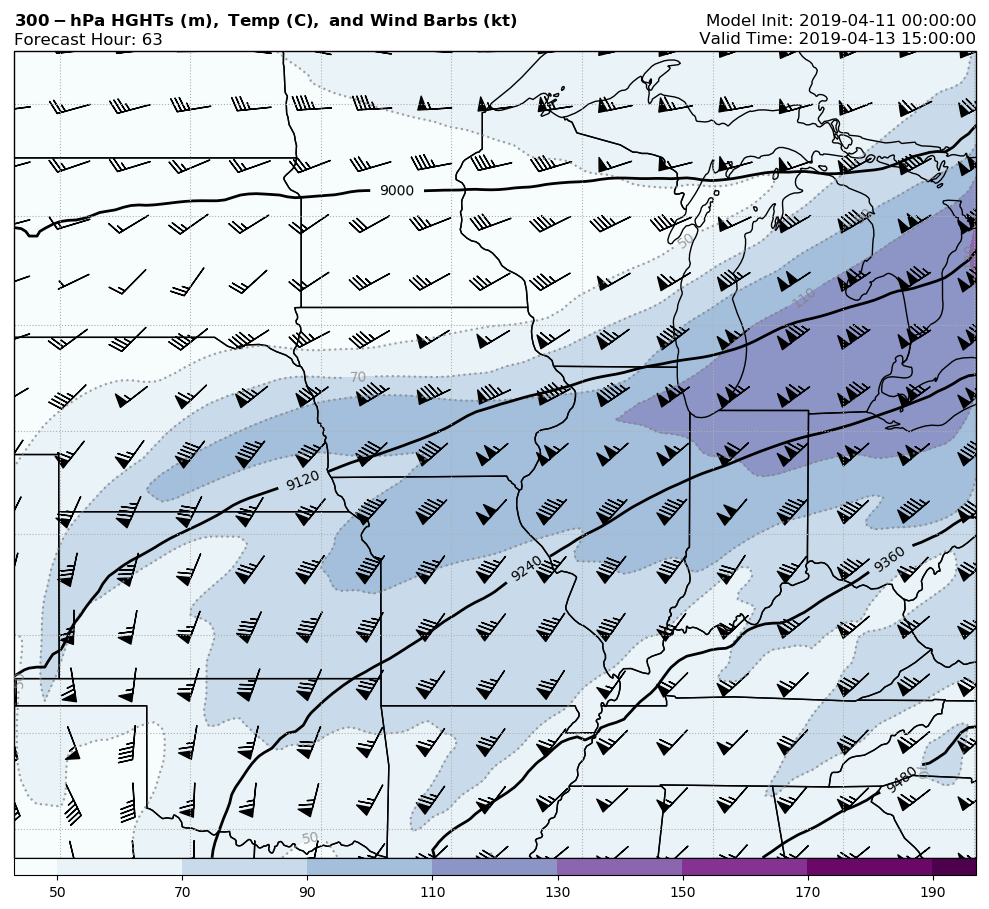 300-hPa HGHTs (m), Temp (C), and Wind Barbs (kt)
Model Init: 2019-04-11 00:00:00
Forecast Hour: 63
Valid Time: 2019-04-13 15:00:00
9000
50
110
70
9120
9240
9360
9480
50
50 70 90 110 130 150 170 190